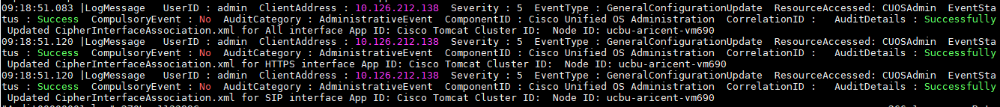 09:18:51.083 |LogMessage   UserID : admin  ClientAddress : 10.126.212.138  Severity : 5  EventType : GeneralConfigurationUpdate  ResourceAccessed: CUOSAdmin  EventSta
tus : Success  CompulsoryEvent : No  AuditCategory : AdministrativeEvent  ComponentID : Cisco Unified OS Administration  CorrelationID :   AuditDetails : Successfully
 Updated CipherInterfaceAssociation.xml for All interface App ID: Cisco Tomcat Cluster ID:  Node ID: ucbu-aricent-vm690
09:18:51.120 |LogMessage   UserID : admin  ClientAddress : 10.126.212.138  Severity : 5  EventType : GeneralConfigurationUpdate  ResourceAccessed: CUOSAdmin  EventSta
tus : Success  CompulsoryEvent : No  AuditCategory : AdministrativeEvent  ComponentID : Cisco Unified OS Administration  CorrelationID :   AuditDetails : Successfully
 Updated CipherInterfaceAssociation.xml for HTTPS interface App ID: Cisco Tomcat Cluster ID:  Node ID: ucbu-aricent-vm690
09:18:51.120 |LogMessage   UserID : admin  ClientAddress : 10.126.212.138  Severity : 5  EventType : GeneralConfigurationUpdate  ResourceAccessed: CUOSAdmin  EventSta
tus : Success  CompulsoryEvent : No  AuditCategory : AdministrativeEvent  ComponentID : Cisco Unified OS Administration  CorrelationID :   AuditDetails : Successfully
 Updated CipherInterfaceAssociation.xml for SIP interface App ID: Cisco Tomcat Cluster ID:  Node ID: ucbu-aricent-vm690